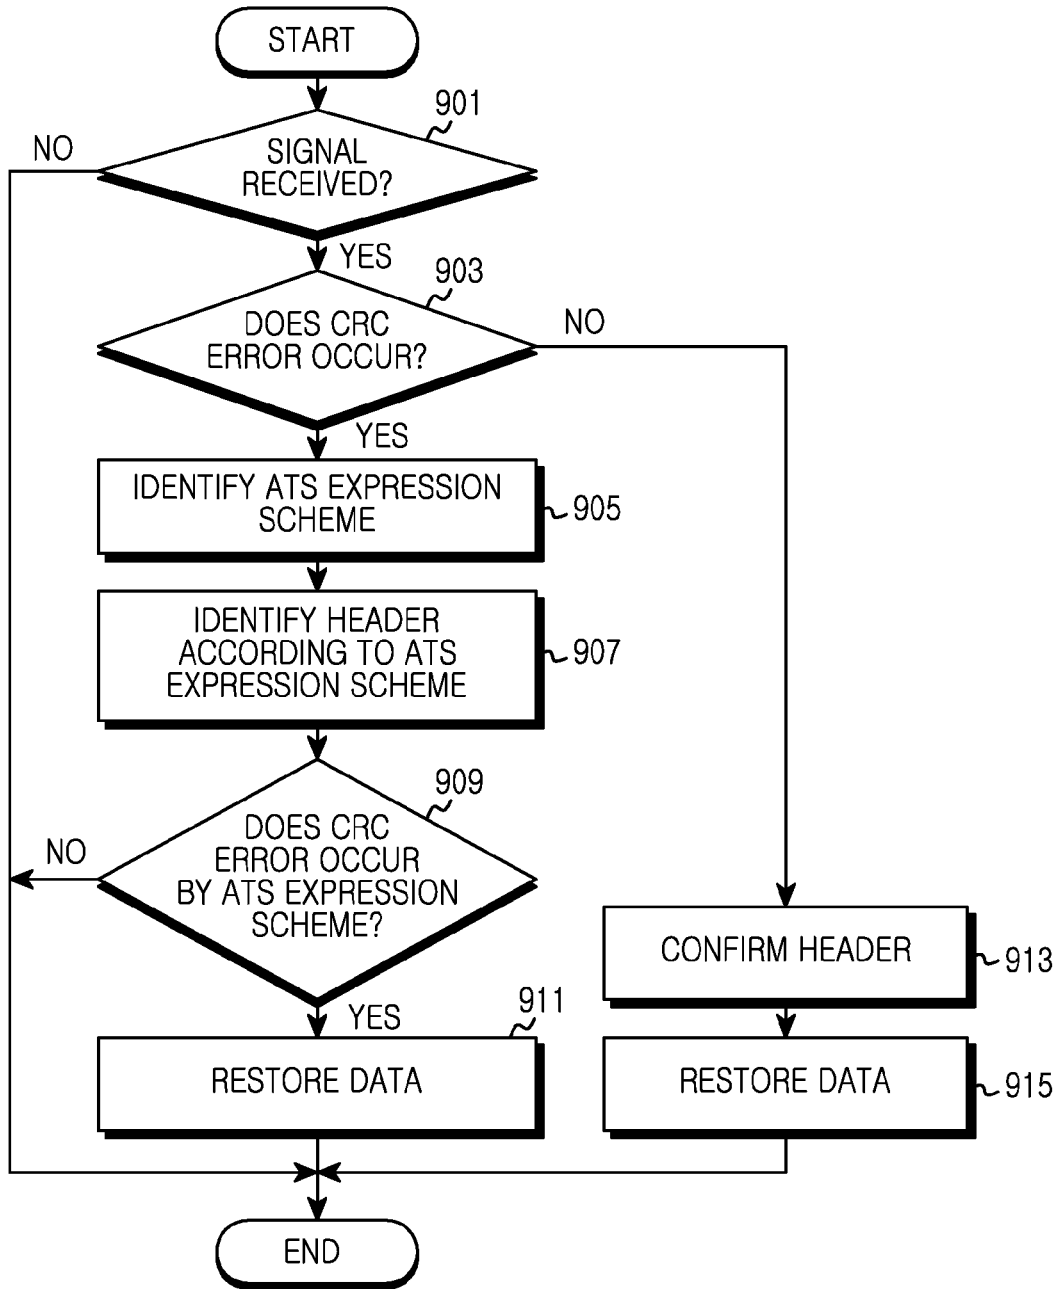 START
901
NO
SIGNAL
RECEIVED?
YES
903
DOES CRC
ERROR OCCUR?
NO
YES
IDENTIFY ATS EXPRESSION
SCHEME
905
IDENTIFY HEADER
ACCORDING TO ATS
EXPRESSION SCHEME
907
909
NO
DOES CRC
ERROR OCCUR
BY ATS EXPRESSION
SCHEME?
YES
911
RESTORE DATA
CONFIRM HEADER
913
RESTORE DATA
915
END